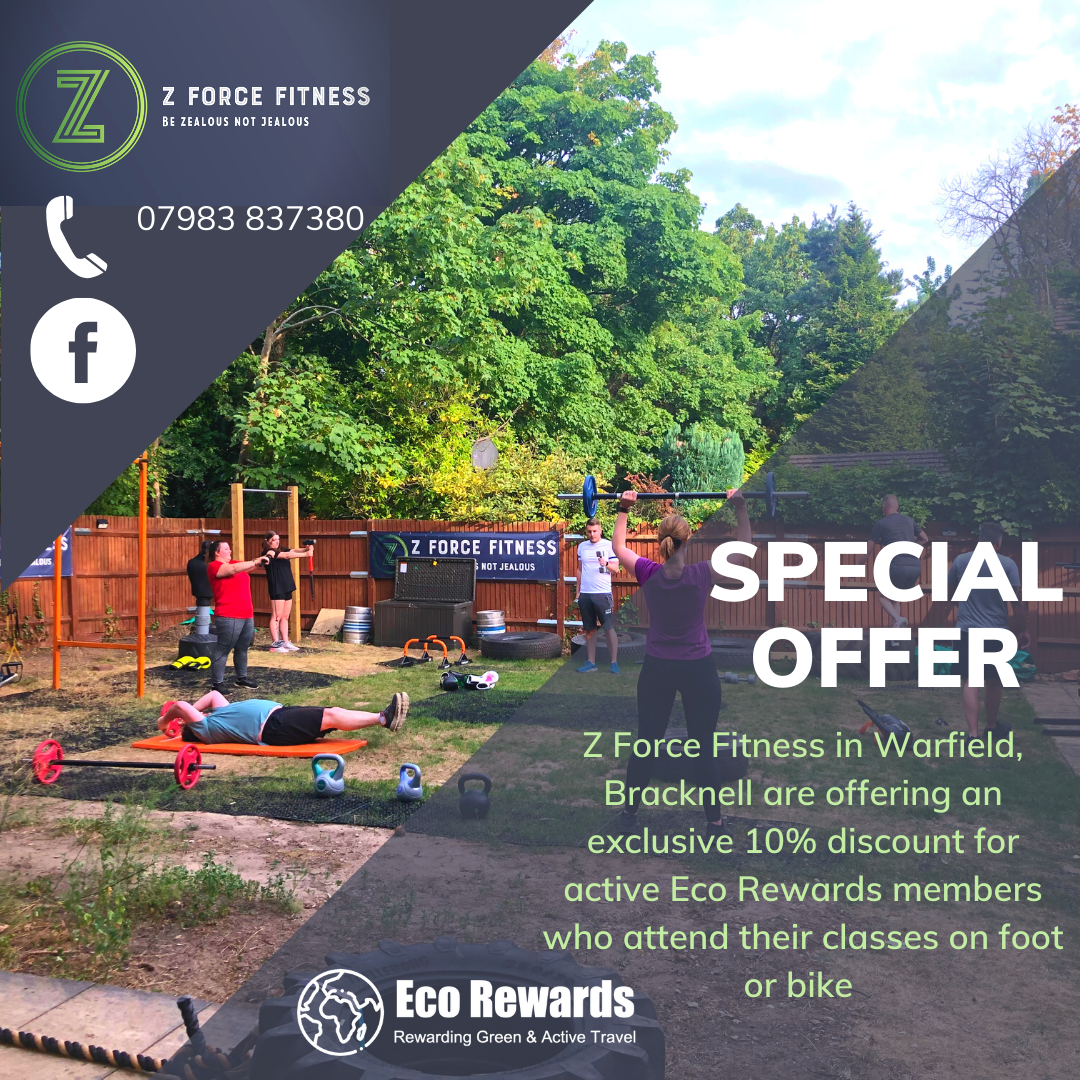 Z FORCE FITNESS
BE ZEALOUS NOT JEALOUS
07983 837380
f
S
ALOUS
Z FORCE FITNESS
S NOT JEALOUS
SPECIAL
OFFER
Z Force Fitness in Warfield,
Bracknell are offering an
exclusive 10% discount for
active Eco Rewards members
who attend their classes on foot
or bike
Eco Rewards
Rewarding Green & Active Travel